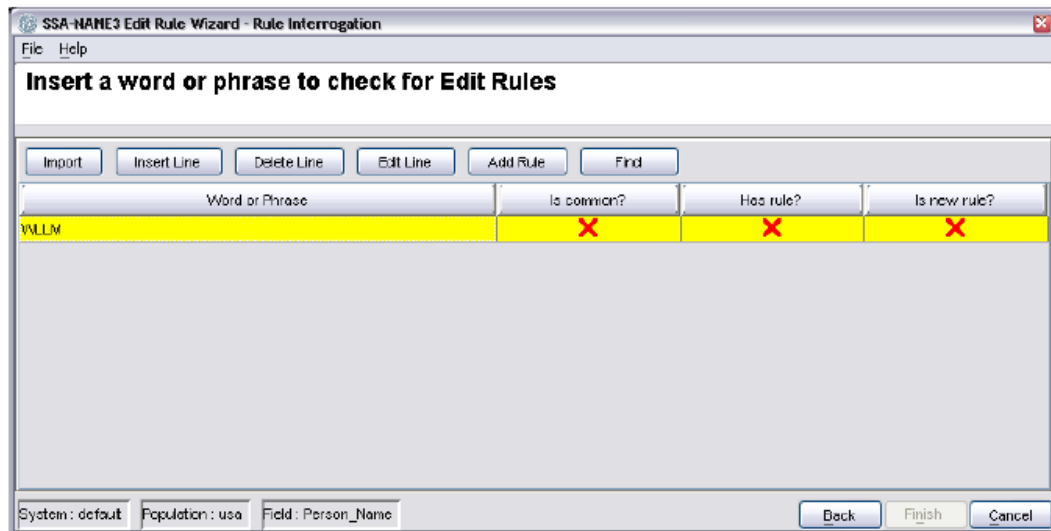 SSA-NAME3 Edit Rule Wizard - Rule Interrogation
File Help
Insert a word or phrase to check for Edit Rules
Import Insert Line Delete Line Edit Line Add Rule Find
Word or Phrase Is common? Has rule? Is new rule?
WLLM
System : default Population : usa Field : Person_Name Back Finish Cancel